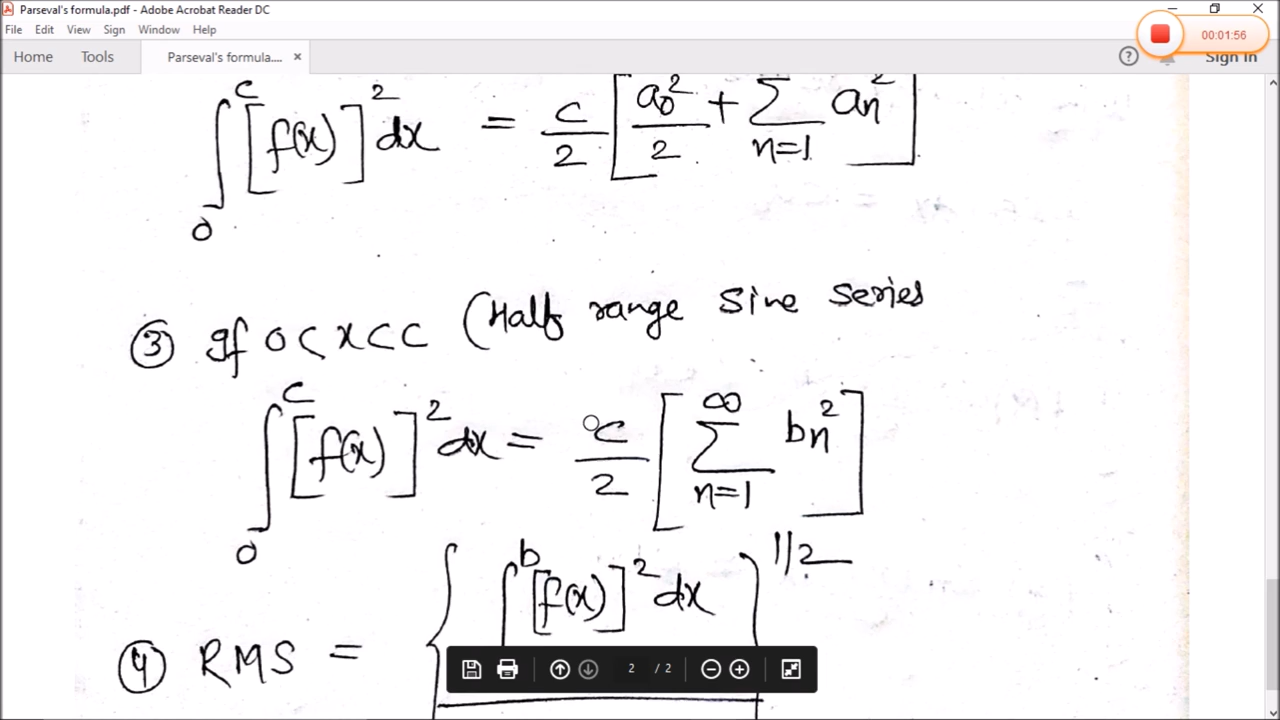 Parseval's formula.pdf - Adobe Acrobat Reader DC
File Edit View Sign Window Help
00:01:56
Home Tools Parseval's formula.... × Sign In
∫₀ᶜ [f(x)]² dx = c/2 [a₀²/2 + Σ n=1 an²]
③ If 0<x<c (Half range Sine series
∫₀ᶜ [f(x)]² dx = c/2 [∞ Σ n=1 bn²]
④ RMS = { ∫ᵇ [f(x)]² dx }^1/2
2 / 2